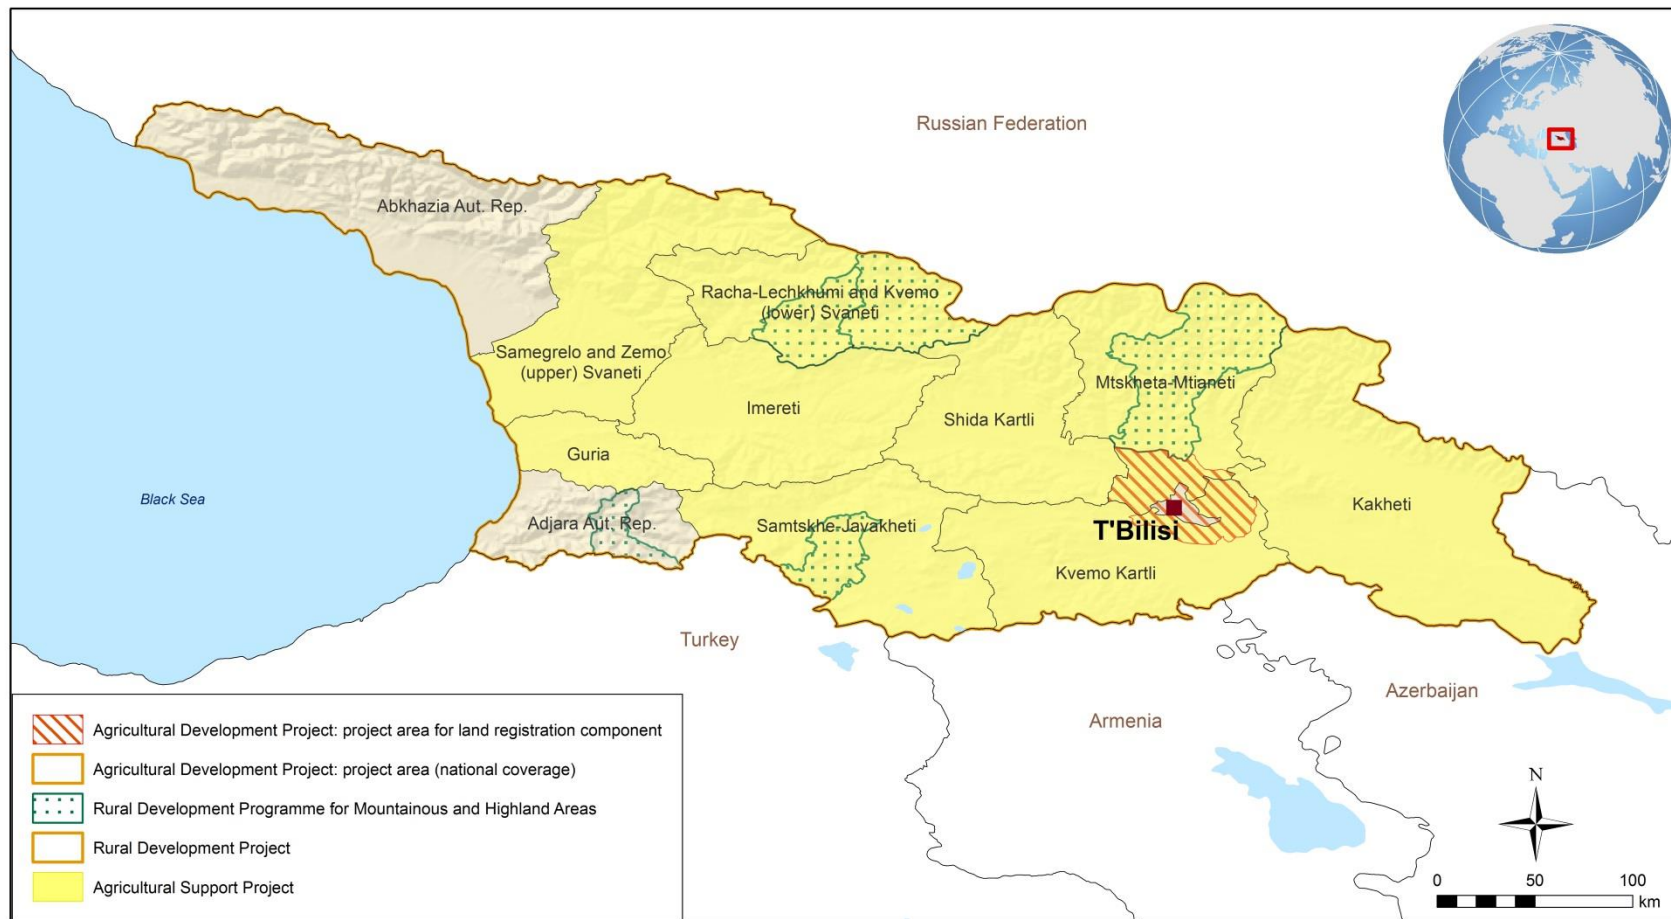 Russian Federation
Abkhazia Aut. Rep.
Racha-Lechkhumi and Kvemo
(lower) Svaneti
Samegrelo and Zemo
(upper) Svaneti
Mtskheta-Mtianeti
Imereti
Shida Kartli
Guria
Black Sea
Kakheti
Adjara Aut. Rep.
Samtskhe-Javakheti
T'Bilisi
Kvemo Kartli
Turkey
Azerbaijan
Armenia
Agricultural Development Project: project area for land registration component
Agricultural Development Project: project area (national coverage)
Rural Development Programme for Mountainous and Highland Areas
Rural Development Project
Agricultural Support Project
N
0 50 100
km